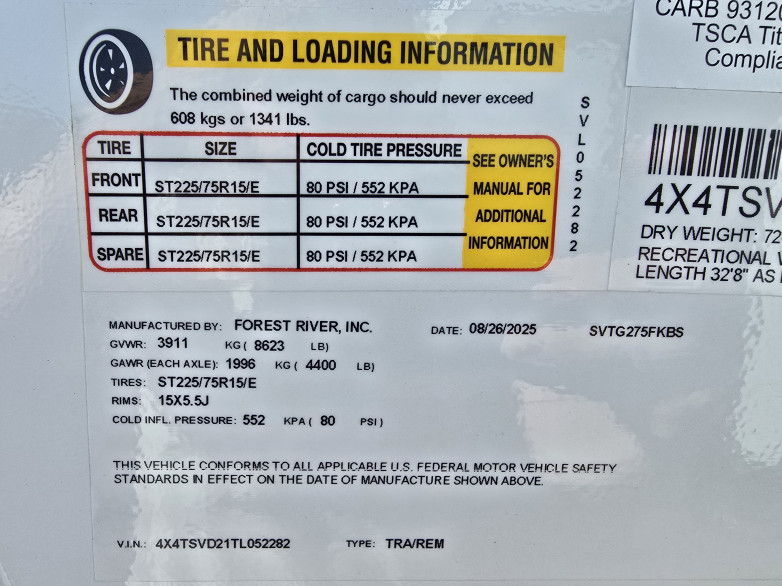 TIRE AND LOADING INFORMATION
The combined weight of cargo should never exceed
608 kgs or 1341 lbs.
TIRE SIZE COLD TIRE PRESSURE
FRONT ST225/75R15/E 80 PSI / 552 KPA
REAR ST225/75R15/E 80 PSI / 552 KPA
SPARE ST225/75R15/E 80 PSI / 552 KPA
SEE OWNER'S
MANUAL FOR
ADDITIONAL
INFORMATION
SVL052282
CARB 9312
TSCA Tit
Complia
4X4TSV
DRY WEIGHT: 72
RECREATIONAL
LENGTH 32'8" AS
MANUFACTURED BY: FOREST RIVER, INC. DATE: 08/26/2025 SVTG275FKBS
GVWR: 3911 KG ( 8623 LB)
GAWR (EACH AXLE): 1996 KG ( 4400 LB)
TIRES: ST225/75R15/E
RIMS: 15X5.5J
COLD INFL. PRESSURE: 552 KPA ( 80 PSI )
THIS VEHICLE CONFORMS TO ALL APPLICABLE U.S. FEDERAL MOTOR VEHICLE SAFETY
STANDARDS IN EFFECT ON THE DATE OF MANUFACTURE SHOWN ABOVE.
V.I.N.: 4X4TSVD21TL052282 TYPE: TRA/REM